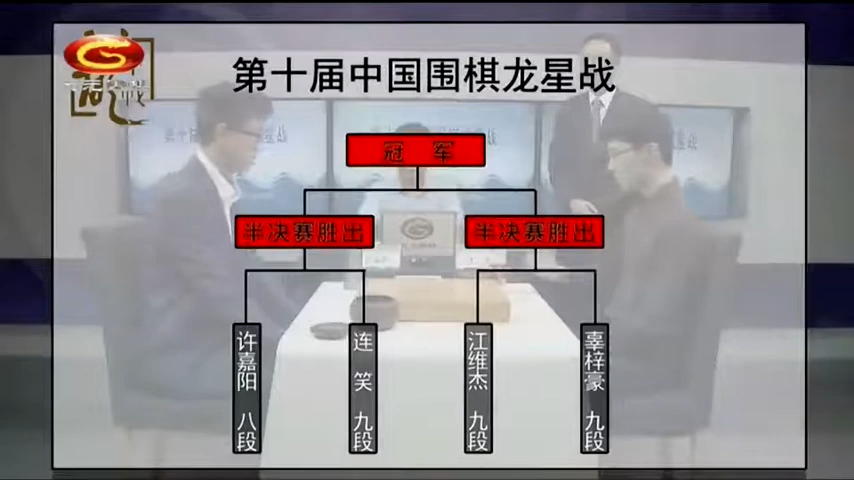 第十届中国围棋龙星战
冠 军
半决赛胜出
半决赛胜出
许嘉阳 八段
连 笑 九段
江维杰 九段
辜梓豪 九段